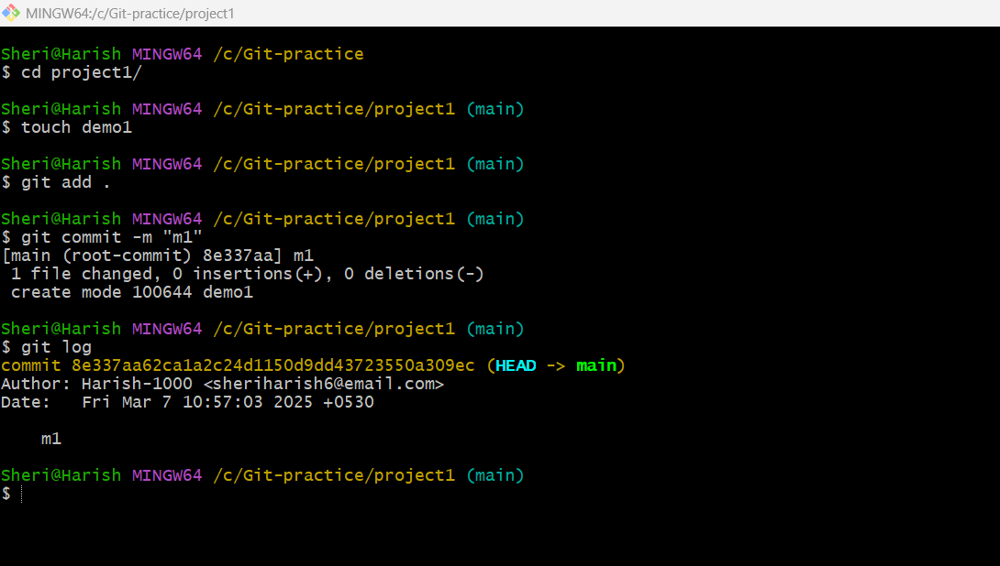 MINGW64:/c/Git-practice/project1
Sheri@Harish MINGW64 /c/Git-practice
$ cd project1/
Sheri@Harish MINGW64 /c/Git-practice/project1 (main)
$ touch demo1
Sheri@Harish MINGW64 /c/Git-practice/project1 (main)
$ git add .
Sheri@Harish MINGW64 /c/Git-practice/project1 (main)
$ git commit -m "m1"
[main (root-commit) 8e337aa] m1
 1 file changed, 0 insertions(+), 0 deletions(-)
 create mode 100644 demo1
Sheri@Harish MINGW64 /c/Git-practice/project1 (main)
$ git log
commit 8e337aa62ca1a2c24d1150d9dd43723550a309ec (HEAD -> main)
Author: Harish-1000 <sheriharish6@email.com>
Date:   Fri Mar 7 10:57:03 2025 +0530
    m1
Sheri@Harish MINGW64 /c/Git-practice/project1 (main)
$